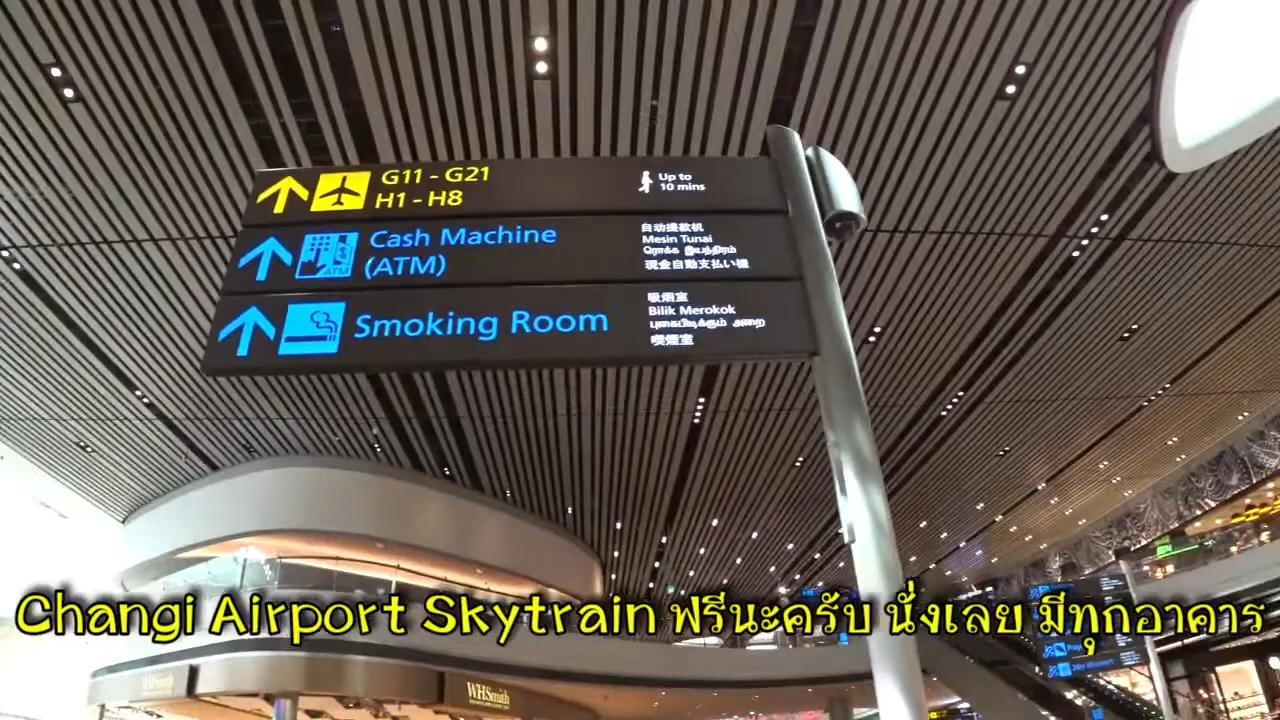 G11 - G21
H1 - H8
Up to
10 mins
Cash Machine
(ATM)
ATM
自动提款机
Mesin Tunai
ரொக்க இயந்திரம்
現金自動支払い機
Smoking Room
吸烟室
Bilik Merokok
புகைபிடிக்கும் அறை
喫煙室
Changi Airport Skytrain ฟรีนะครับ นั่งเลย มีทุกอาคาร
WHSmith
WHSmith